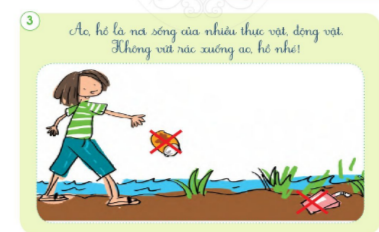 3
Ao, hồ là nơi sống của nhiều thực vật, động vật.
Không vứt rác xuống ao, hồ nhé!